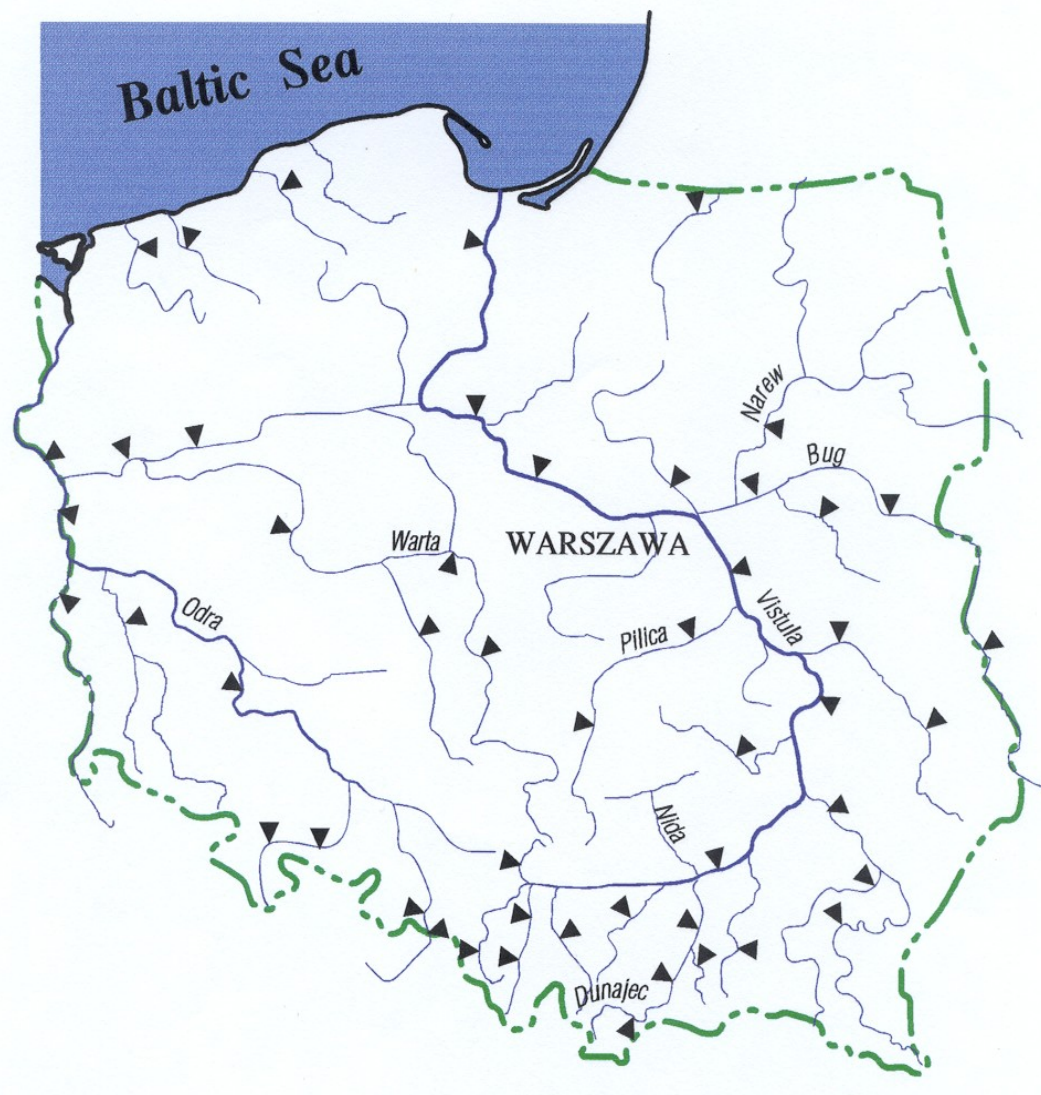 Baltic Sea
Narew
Bug
Warta
WARSZAWA
Odra
Vistula
Pilica
Nida
Dunajec